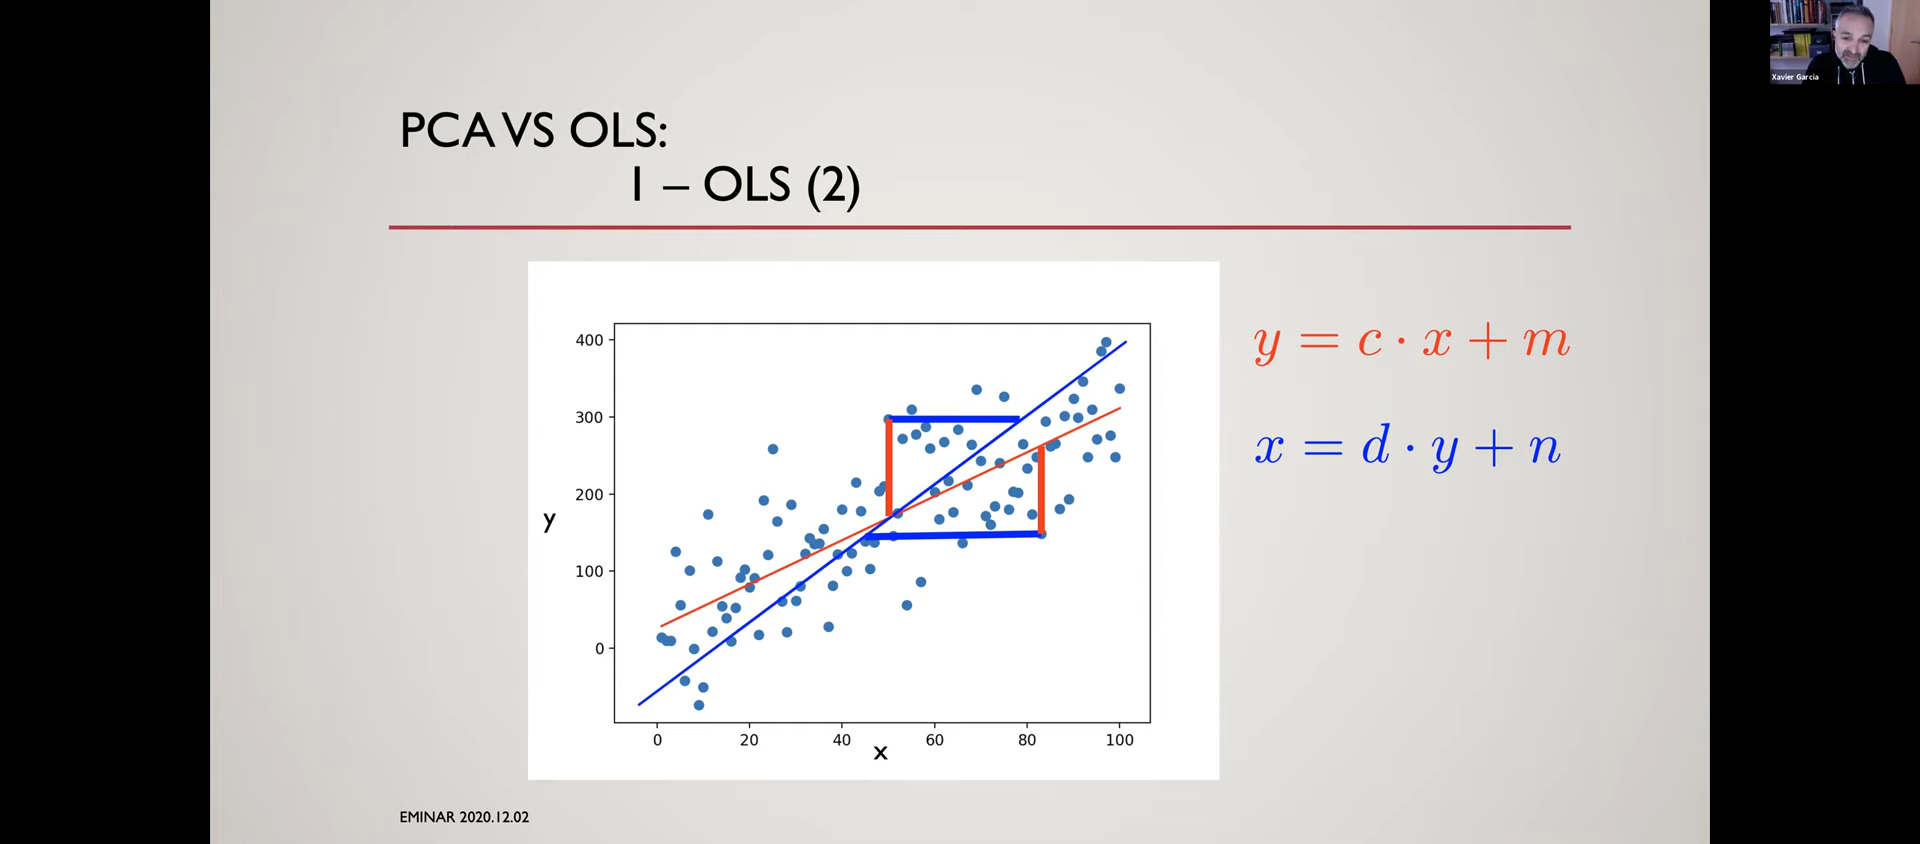 Xavier Garcia
PCA VS OLS:
1 – OLS (2)
y = c · x + m
x = d · y + n
400
300
200
100
0
y
0 20 40 60 80 100
x
EMINAR 2020.12.02